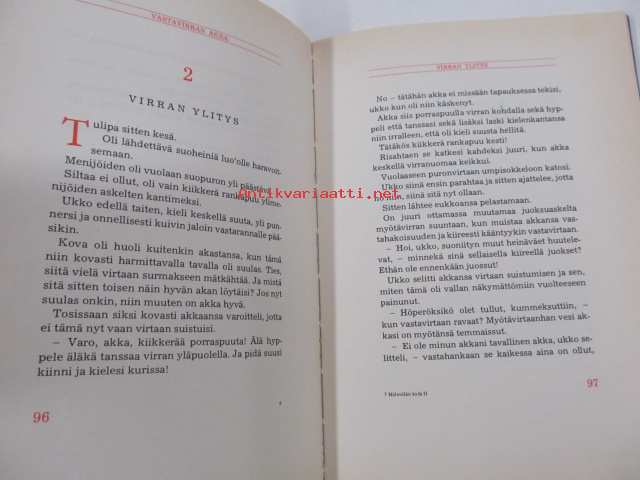 VASTAVIRRAN AKKA
2
VIRRAN YLITYS
Tulipa sitten kesä.
Oli lähdettävä suoheiniä luo'olle haravon
semaan.
Menijöiden oli vuolaan suopuron yli päästävä.
Siltaa ei ollut, oli vain kiikkerä rankapuu ylime
nijöiden askelten kantimeksi.
Ukko edellä taiten, kieli keskellä suuta, yli pun
nersi ja onnellisesti kuivin jaloin vastarannalle pää
sikin.
Kova oli huoli kuitenkin akastansa, kun tämä
niin kovasti harmittavalla tavalla oli suulas. Ties,
siitä vielä virtaan surmakseen mätkähtää. Ja mistä
sitä sitten toisen näin hyvän akan löytäisi? Jos nyt
suulas onkin, niin muuten on akka hyvä.
Tosissaan siksi kovasti akkaansa varoitteli, jotta
ei tämä nyt vaan virtaan suistuisi.
– Varo, akka, kiikkerää porraspuuta! Älä hyp-
pele äläkä tanssaa virran yläpuolella. Ja pidä suusi
kiinni ja kielesi kurissa!
96
VIRRAN YLITYS
No – tätähän akka ei missään tapauksessa tekisi,
ukko kun oli niin käskenyt.
Akka siis porraspuulla virran kohdalla sekä hyp-
peli että tanssasi sekä lisäksi laski kielenkantansa
niin irralleen, että oli kieli suusta hellitä.
Tätäkös kiikkerä rankapuu kesti!
Risahtaen se katkesi kahdeksi juuri, kun akka
keskellä virranuomaa keikkui.
Vuolaaseen puronvirtaan umpisokkeloon katosi.
Ukko siinä ensin parahtaa ja sitten ajattelee, jotta
no niin, siinä sitä nyt ollaan.
Sitten lähtee eukkoansa pelastamaan.
On juuri ottamassa muutamaa juoksuaskelta
myötävirran suuntaan, kun muistaa akkansa vas-
tahakoisuuden ja kiireesti kääntyykin vastavirtaan.
– Hoi, ukko, suoniityn muut heinäväet huutele-
vat, – minnekä sinä sellaisella kiireellä juokset?
Ethän ole ennenkään juossut!
Ukko selitti akkansa virtaan suistumisen ja sen,
miten tämä oli vallan näkymättömiin vuolteeseen
painunut.
– Höperöksikö olet tullut, kummeksuttiin, –
kun vastavirtaan ravaat? Myötävirtaanhan vesi ak-
kasi on myötänsä temmaissut.
– Ei ole minun akkani tavallinen akka, ukko se-
litteli, – vastahankaan se kaikessa aina on ollut,
97
antikvariaatti.net